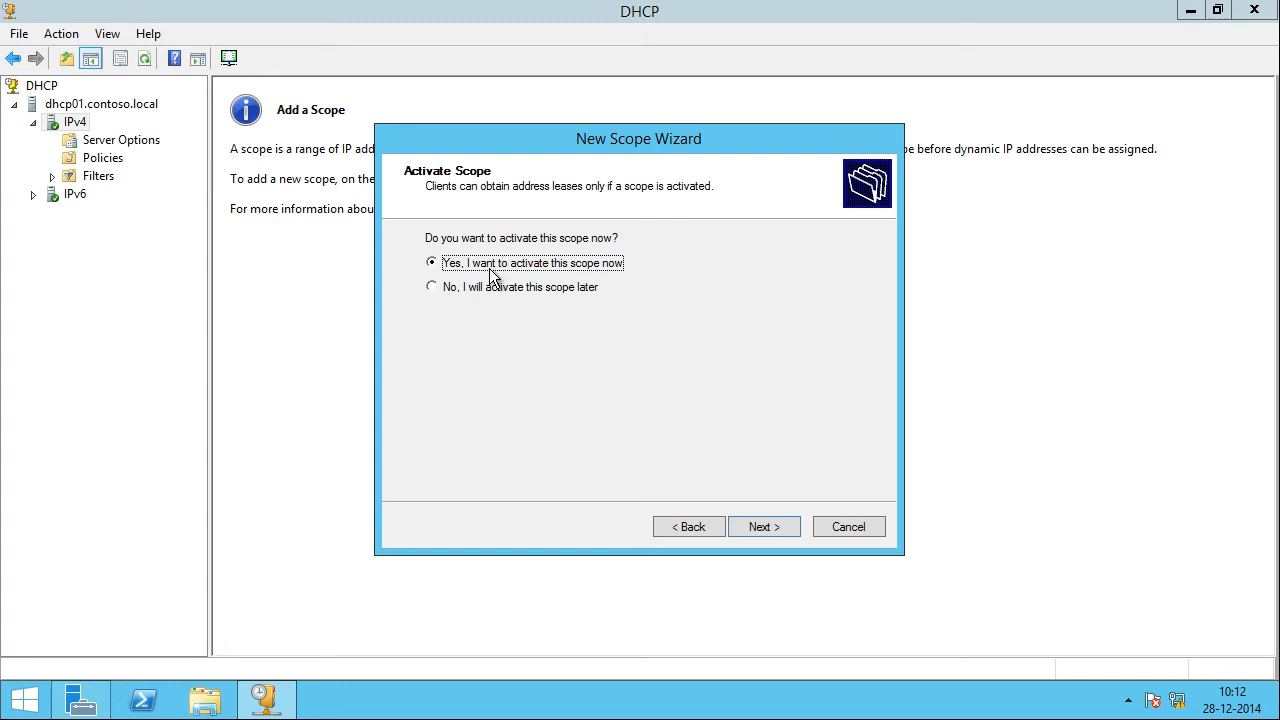 DHCP
File Action View Help
DHCP
dhcp01.contoso.local
IPv4
Server Options
Policies
Filters
IPv6
Add a Scope
A scope is a range of IP add
be before dynamic IP addresses can be assigned.
To add a new scope, on the
For more information abou
New Scope Wizard
Activate Scope
Clients can obtain address leases only if a scope is activated.
Do you want to activate this scope now?
Yes, I want to activate this scope now
No, I will activate this scope later
< Back
Next >
Cancel
10:12
28-12-2014